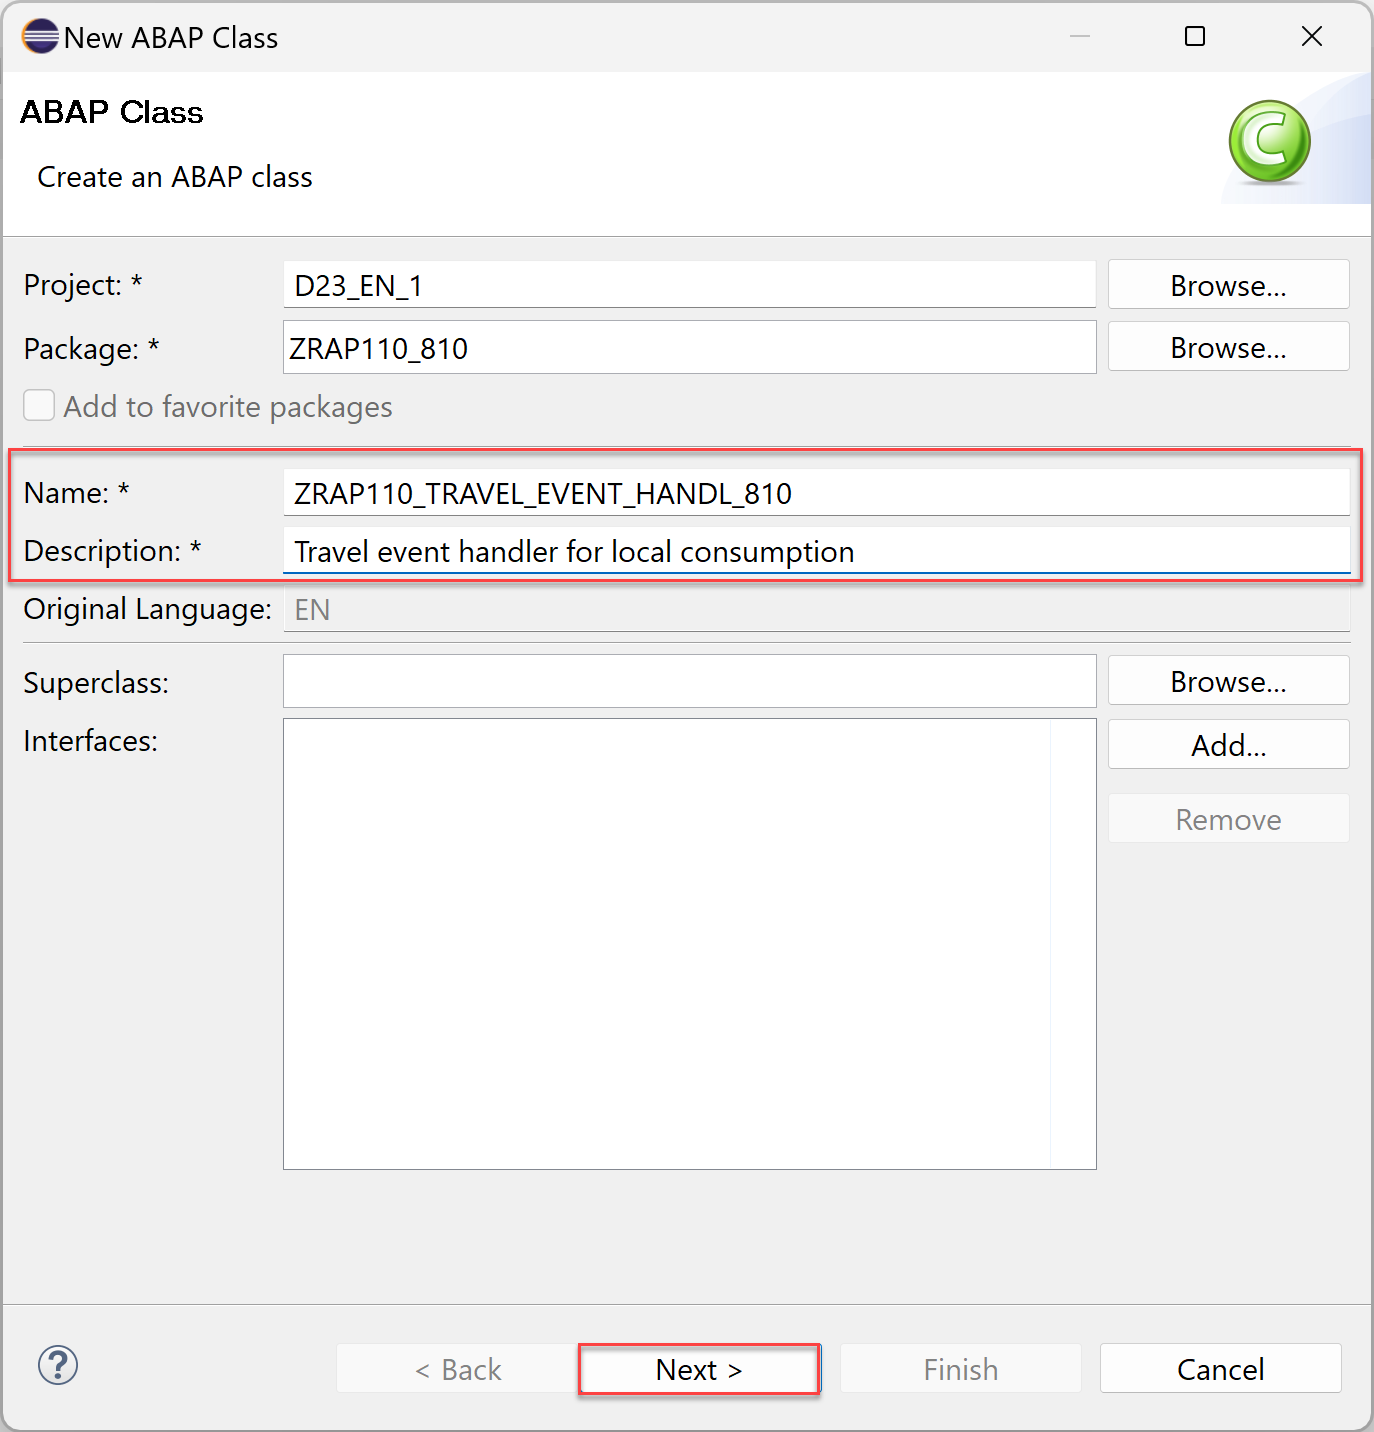 New ABAP Class
ABAP Class
Create an ABAP class
Project: * D23_EN_1 Browse...
Package: * ZRAP110_810 Browse...
Add to favorite packages
Name: * ZRAP110_TRAVEL_EVENT_HANDL_810
Description: * Travel event handler for local consumption
Original Language: EN
Superclass: Browse...
Interfaces: Add...
Remove
< Back Next > Finish Cancel